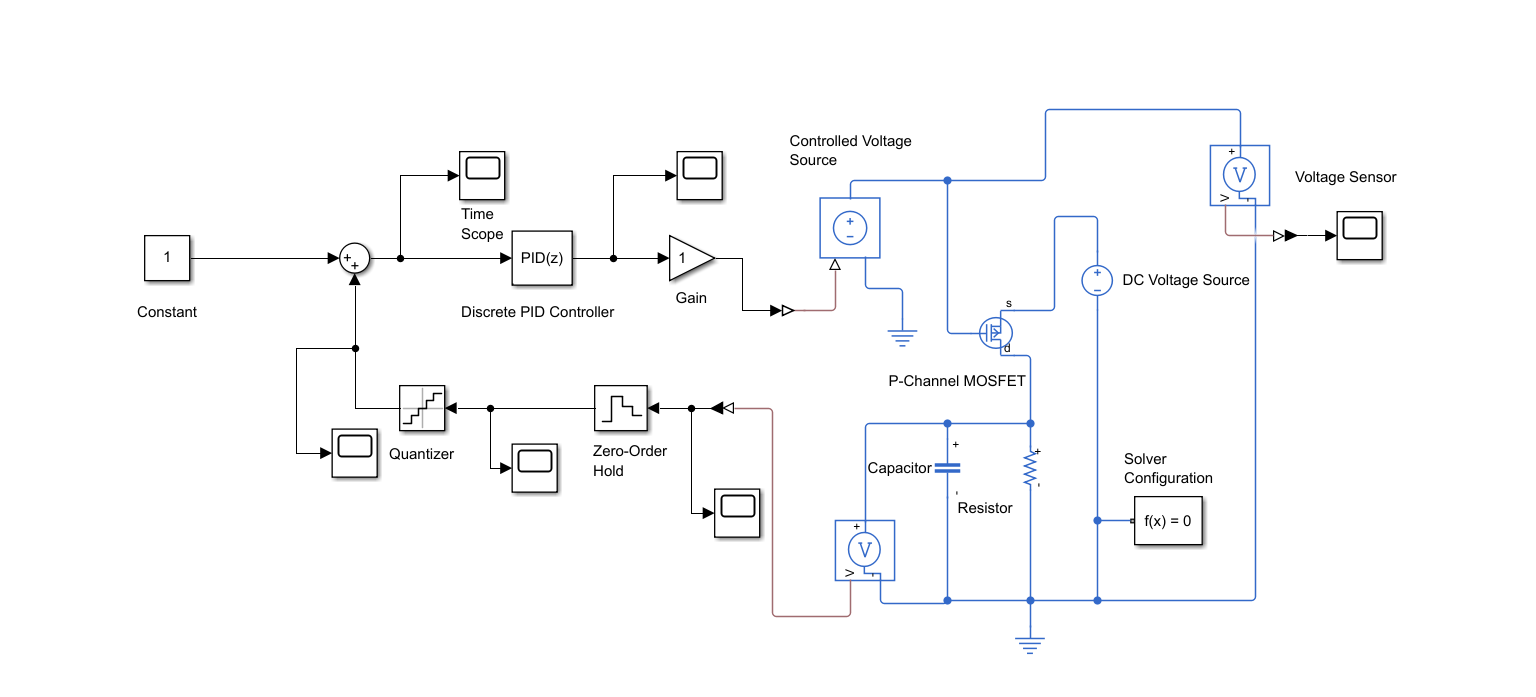 Controlled Voltage
Source
+
V
Voltage Sensor
V
-
Time
Scope
1
Constant
+
+
PID(z)
Discrete PID Controller
1
Gain
+
−
+
−
DC Voltage Source
s
d
P-Channel MOSFET
Quantizer
Zero-Order
Hold
Capacitor
+
-
+
-
Resistor
Solver
Configuration
f(x) = 0
+
V
V
-